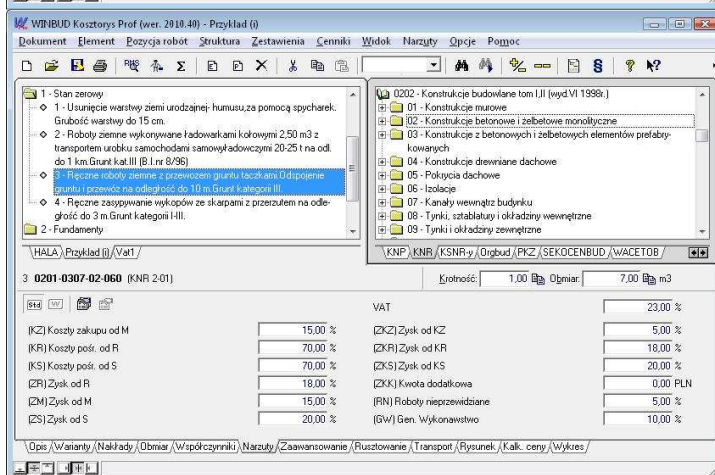 WINBUD Kosztorys Prof (wer. 2010.40) - Przyklad (i)
Dokument Element Pozycja robót Struktura Zestawienia Cenniki Widok Narzuty Opcje Pomoc
1 - Stan zerowy
1 - Usunięcie warstwy ziemi urodzajnej- humusu,za pomocą spycharek.
Grubość warstwy do 15 cm.
2 - Roboty ziemne wykonywane ładowarkami kołowymi 2,50 m3 z
transportem urobku samochodami samowyładowczymi 20-25 t na odl.
do 1 km.Grunt kat.III (B.I.nr 8/96)
3 - Ręczne roboty ziemne z przewozem gruntu taczkami.Odspojenie
gruntu i przewóz na odległość do 10 m.Grunt kategorii III.
4 - Ręczne zasypywanie wykopów ze skarpami z przerzutem na odle-
głość do 3 m.Grunt kategorii I-III.
2 - Fundamenty
HALA Przyklad (i) Vat1
0202 - Konstrukcje budowlane tom I,II (wyd.VI 1998r.)
01 - Konstrukcje murowe
02 - Konstrukcje betonowe i żelbetowe monolityczne
03 - Konstrukcje z betonowych i żelbetowych elementów prefabry-
kowanych
04 - Konstrukcje drewniane dachowe
05 - Pokrycia dachowe
06 - Izolacje
07 - Kanały wewnątrz budynku
08 - Tynki, sztablatury i okładziny wewnętrzne
09 - Tynki i okładziny zewnętrzne
KNP KNR KSNR-y Orgbud PKZ SEKOCENBUD WACETOB
3 0201-0307-02-060 (KNR 2-01)
Krotność: 1,00 Obmiar: 7,00 m3
Std W
VAT 23,00 %
(KZ) Koszty zakupu od M 15,00 %
(ZKZ) Zysk od KZ 5,00 %
(KR) Koszty pośr. od R 70,00 %
(ZKR) Zysk od KR 18,00 %
(KS) Koszty pośr. od S 70,00 %
(ZKS) Zysk od KS 20,00 %
(ZR) Zysk od R 18,00 %
(ZKK) Kwota dodatkowa 0,00 PLN
(ZM) Zysk od M 15,00 %
(RN) Roboty nieprzewidziane 5,00 %
(ZS) Zysk od S 20,00 %
(GW) Gen. Wykonawstwo 10,00 %
Opis Warianty Nakłady Obmiar Współczynniki Narzuty Zaawansowanie Rusztowanie Transport Rysunek Kalk. ceny Wykres